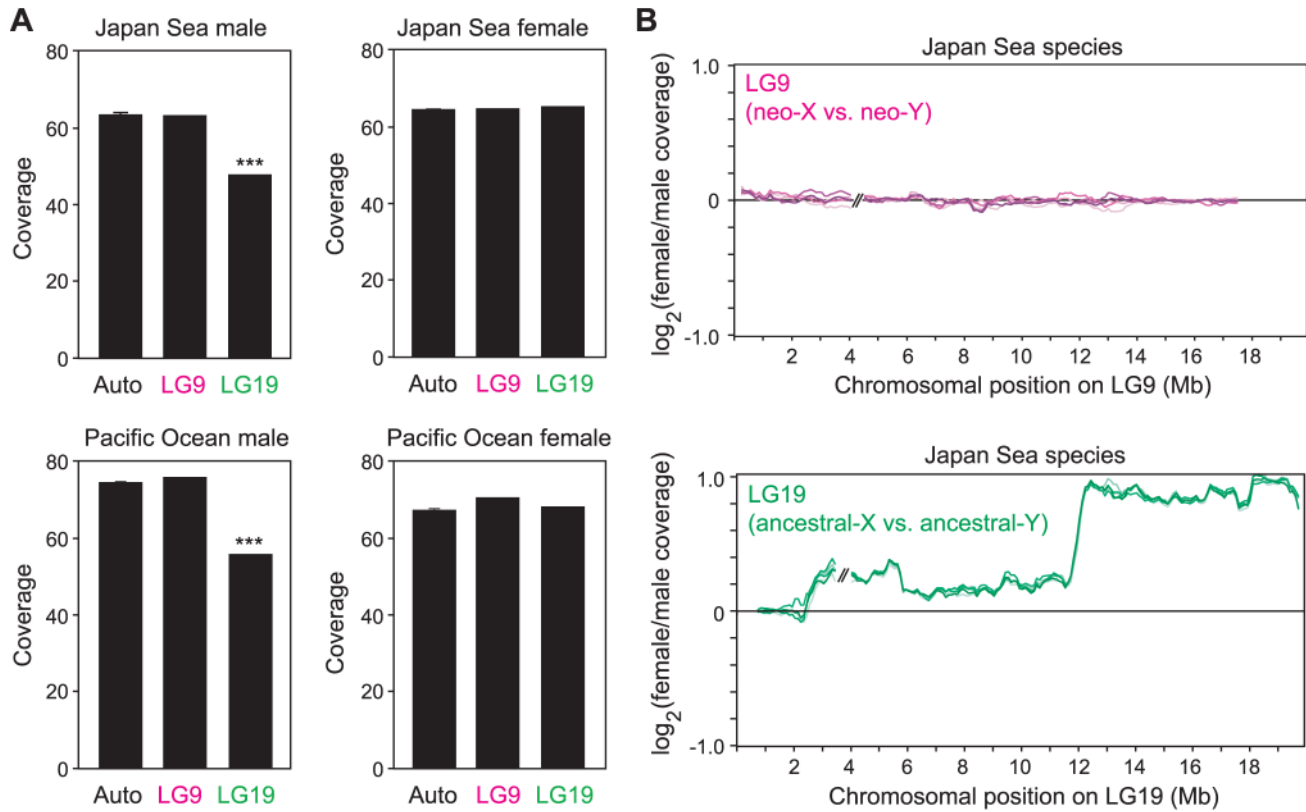 A
Japan Sea male
80
60
40
20
0
Coverage
***
Auto LG9 LG19
Japan Sea female
80
60
40
20
0
Coverage
Auto LG9 LG19
Pacific Ocean male
80
60
40
20
0
Coverage
***
Auto LG9 LG19
Pacific Ocean female
80
60
40
20
0
Coverage
Auto LG9 LG19
B
Japan Sea species
LG9
(neo-X vs. neo-Y)
1.0
0
-1.0
log2(female/male coverage)
//
2 4 6 8 10 12 14 16 18
Chromosomal position on LG9 (Mb)
Japan Sea species
LG19
(ancestral-X vs. ancestral-Y)
1.0
0
-1.0
log2(female/male coverage)
//
2 4 6 8 10 12 14 16 18
Chromosomal position on LG19 (Mb)